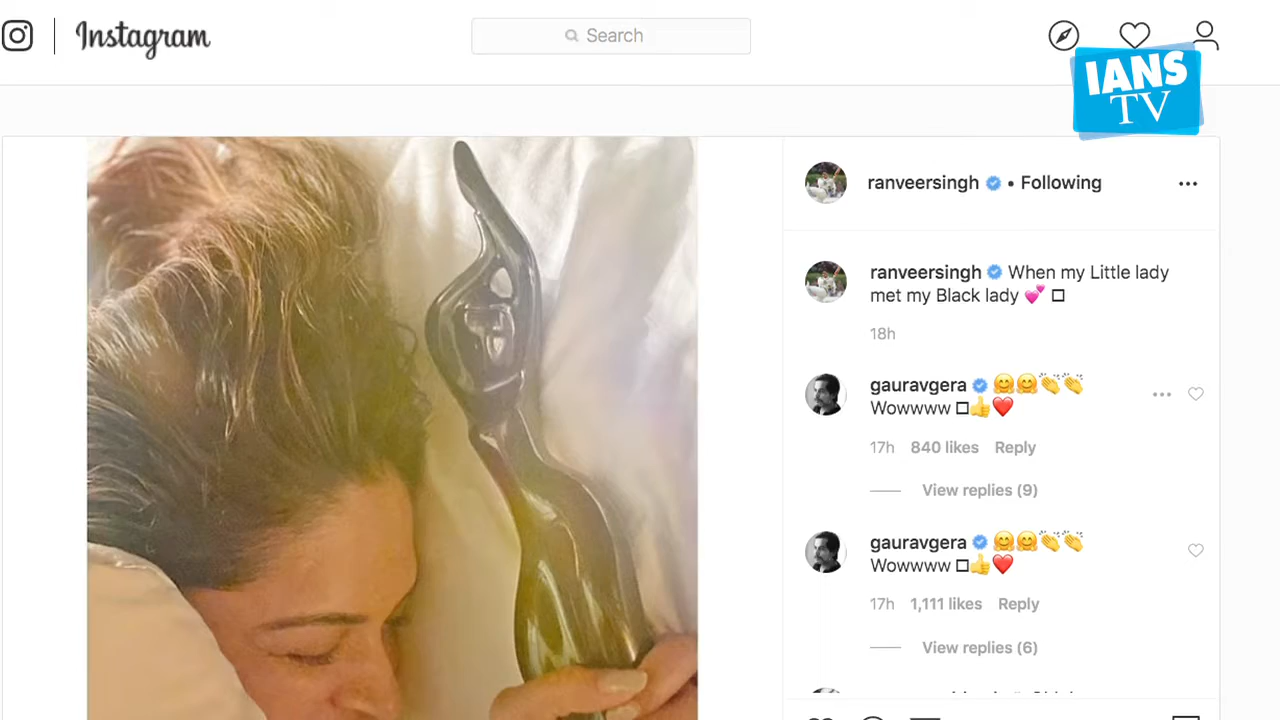 Instagram
Search
IANS
TV
ranveersingh • Following
ranveersingh When my Little lady
met my Black lady 💕 □
18h
gauravgera 🤗🤗👏👏
Wowwww □👍❤️
17h 840 likes Reply
View replies (9)
gauravgera 🤗🤗👏👏
Wowwww □👍❤️
17h 1,111 likes Reply
View replies (6)